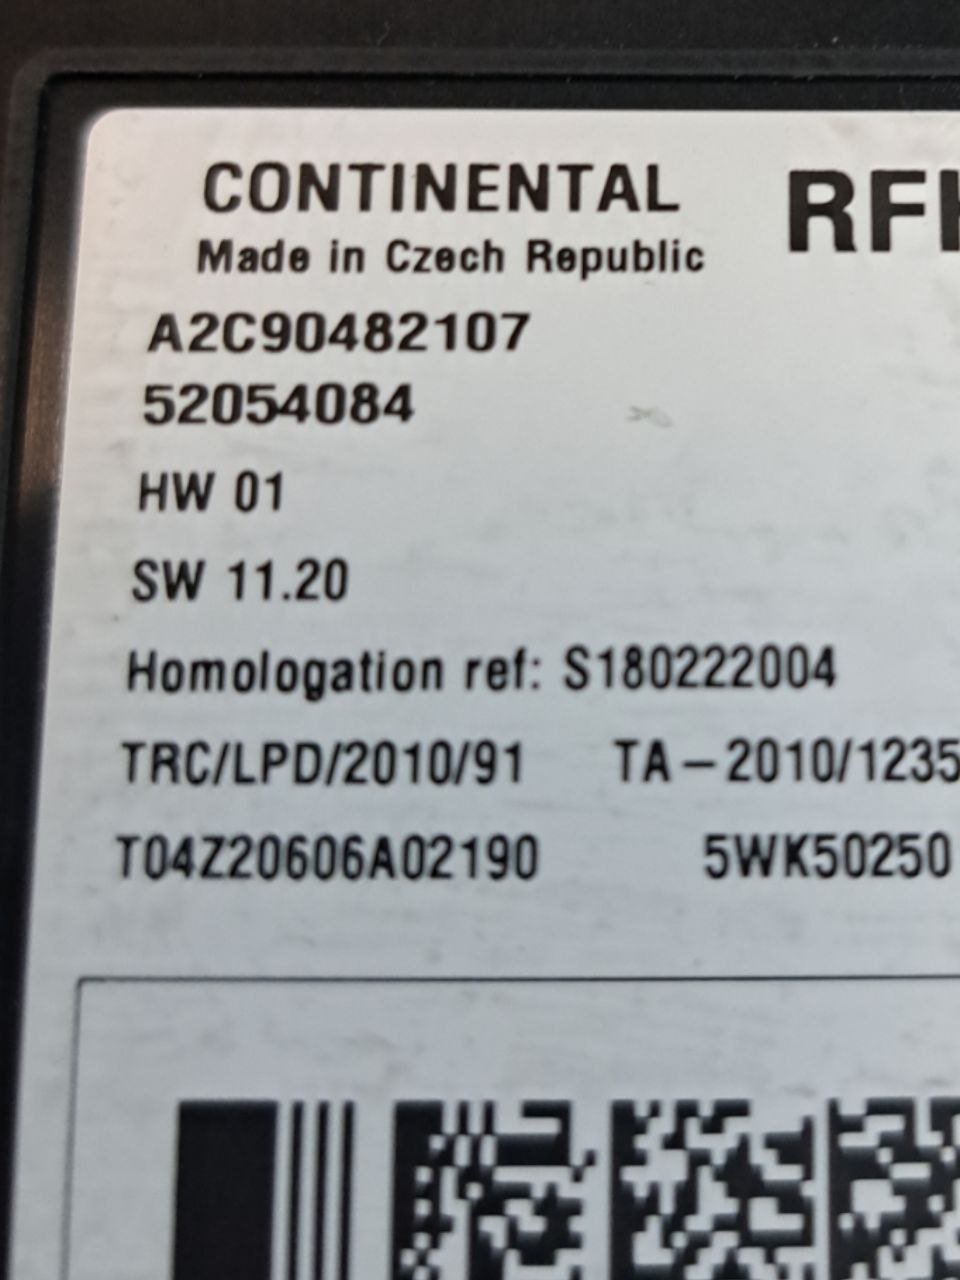 CONTINENTAL RFH
Made in Czech Republic
A2C90482107
52054084
HW 01
SW 11.20
Homologation ref: S180222004
TRC/LPD/2010/91 TA-2010/1235
T04Z20606A02190 5WK50250